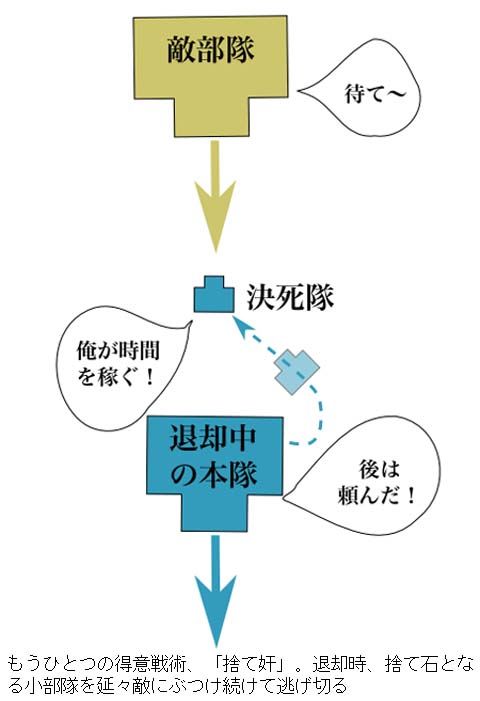 敵部隊
待て〜
決死隊
俺が時間
を稼ぐ！
退却中
の本隊
後は
頼んだ！
もうひとつの得意戦術、「捨て奸」。退却時、捨て石とな
る小部隊を延々敵にぶつけ続けて逃げ切る